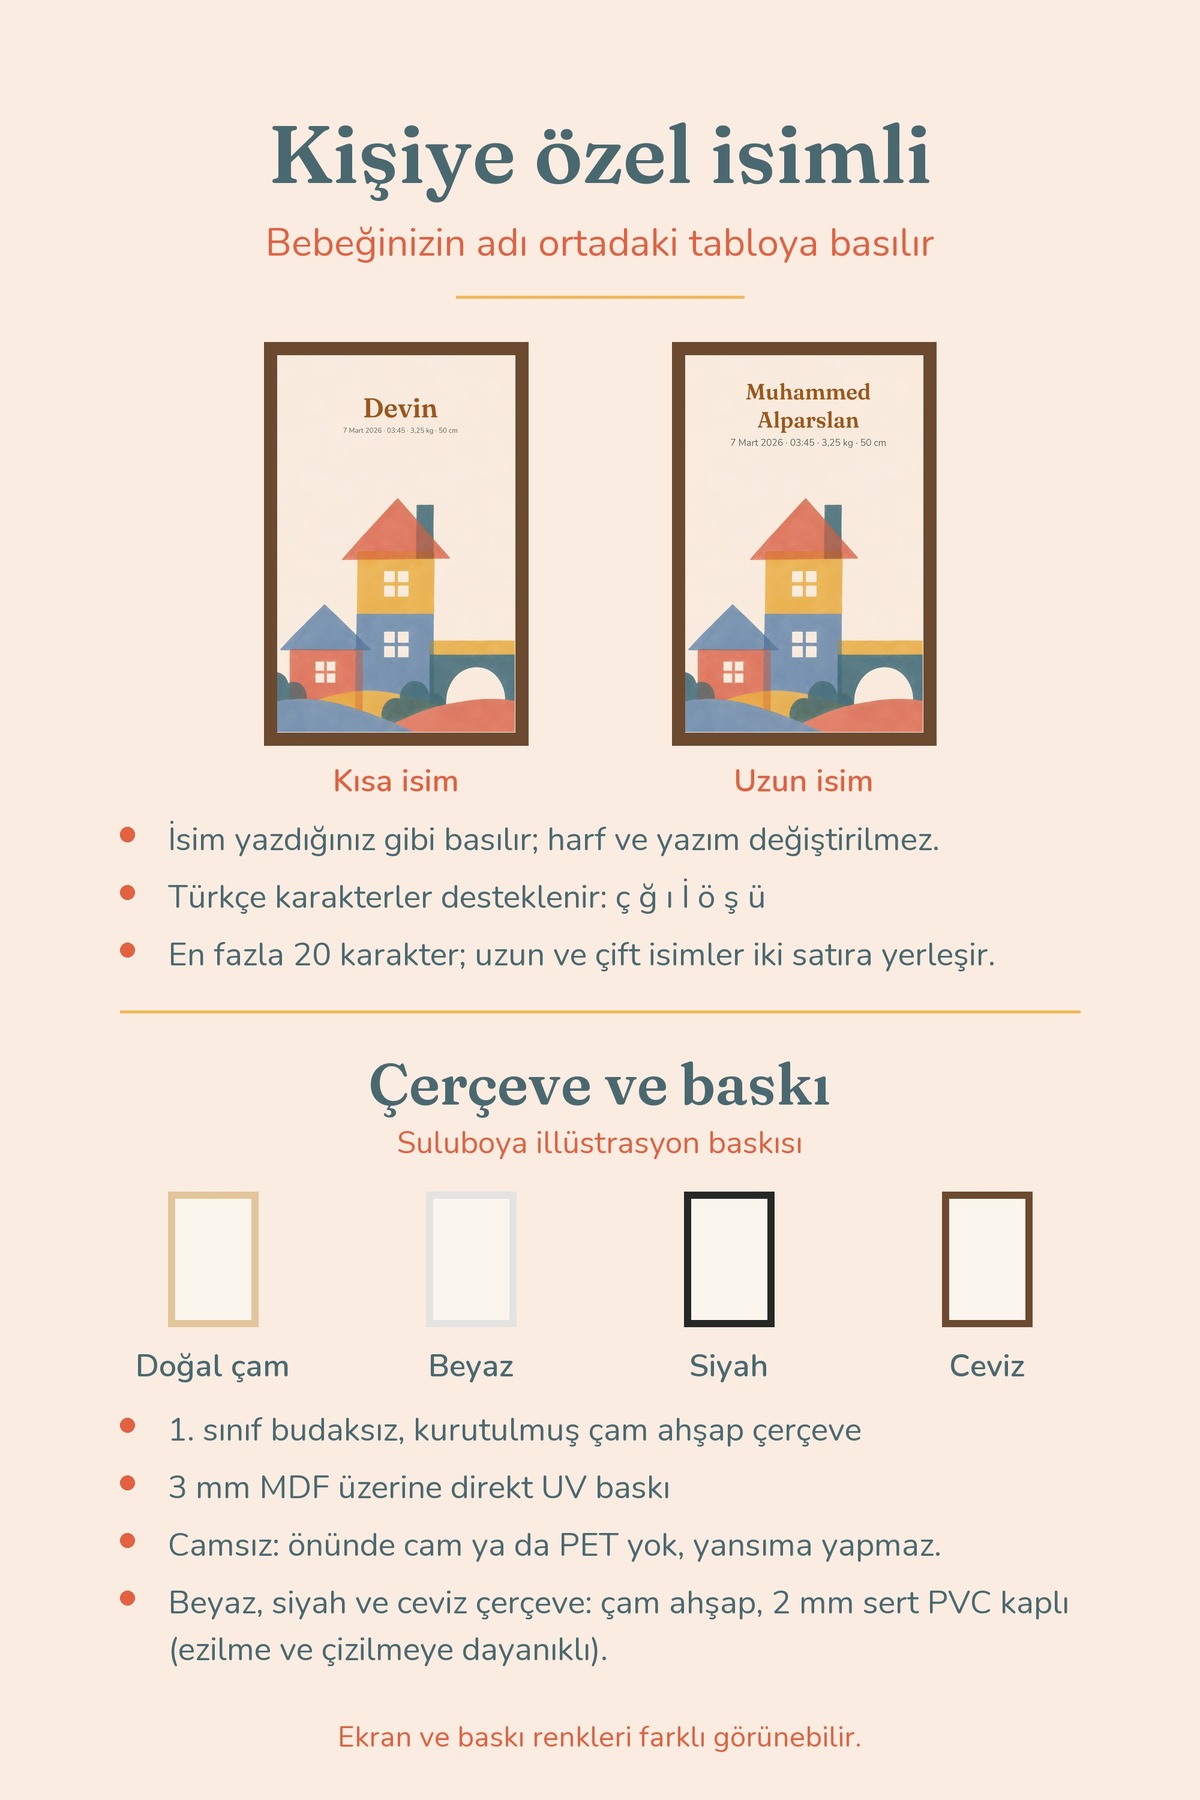 Kişiye özel isimli
Bebeğinizin adı ortadaki tabloya basılır
Devin
7 Mart 2026 · 03:45 · 3,25 kg · 50 cm
Muhammed
Alparslan
7 Mart 2026 · 03:45 · 3,25 kg · 50 cm
Kısa isim
Uzun isim
İsim yazdığınız gibi basılır; harf ve yazım değiştirilmez.
Türkçe karakterler desteklenir: ç ğ ı İ ö ş ü
En fazla 20 karakter; uzun ve çift isimler iki satıra yerleşir.
Çerçeve ve baskı
Suluboya illüstrasyon baskısı
Doğal çam
Beyaz
Siyah
Ceviz
1. sınıf budaksız, kurutulmuş çam ahşap çerçeve
3 mm MDF üzerine direkt UV baskı
Camsız: önünde cam ya da PET yok, yansıma yapmaz.
Beyaz, siyah ve ceviz çerçeve: çam ahşap, 2 mm sert PVC kaplı
(ezilme ve çizilmeye dayanıklı).
Ekran ve baskı renkleri farklı görünebilir.